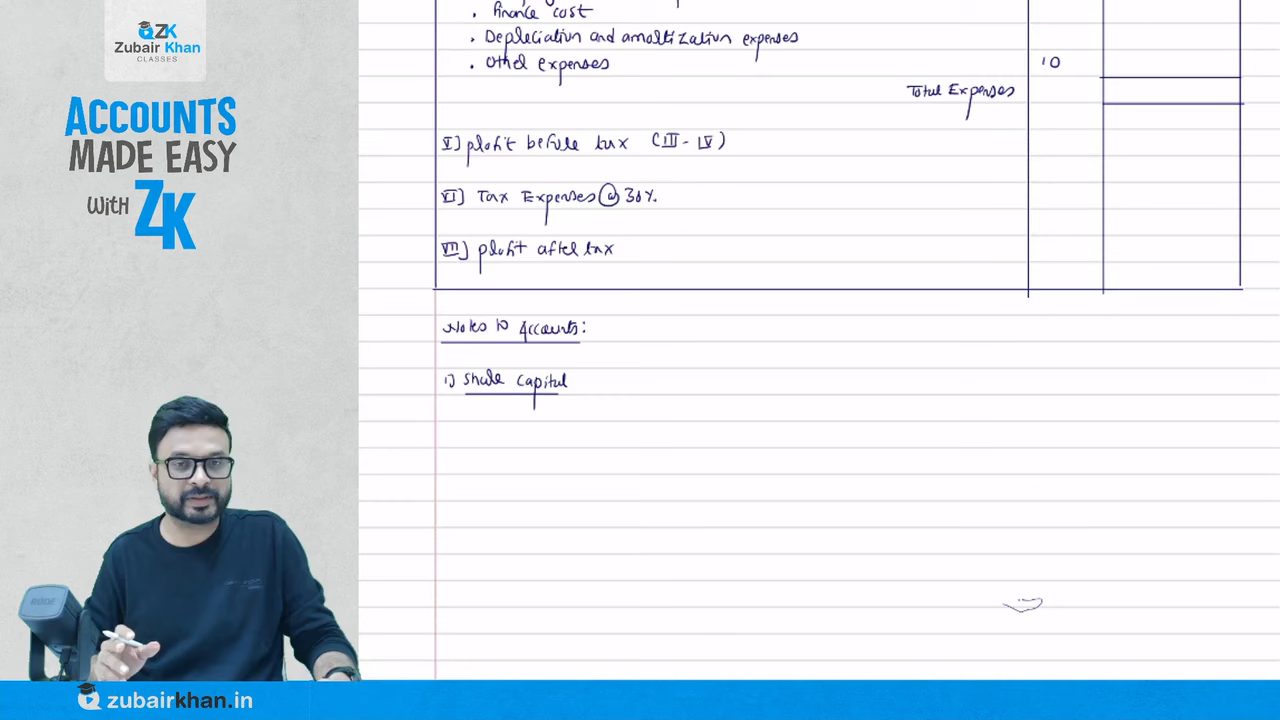 ZK
Zubair Khan
CLASSES
ACCOUNTS
MADE EASY
with ZK
. finance cost
. Depreciation and amortization expenses
. other expenses
10
Total Expenses
V] profit before tax (III - IV)
VI] Tax Expenses @ 30%.
VII] profit after tax
Notes to Accounts:
1) Share Capital
RØDE
zubairkhan.in